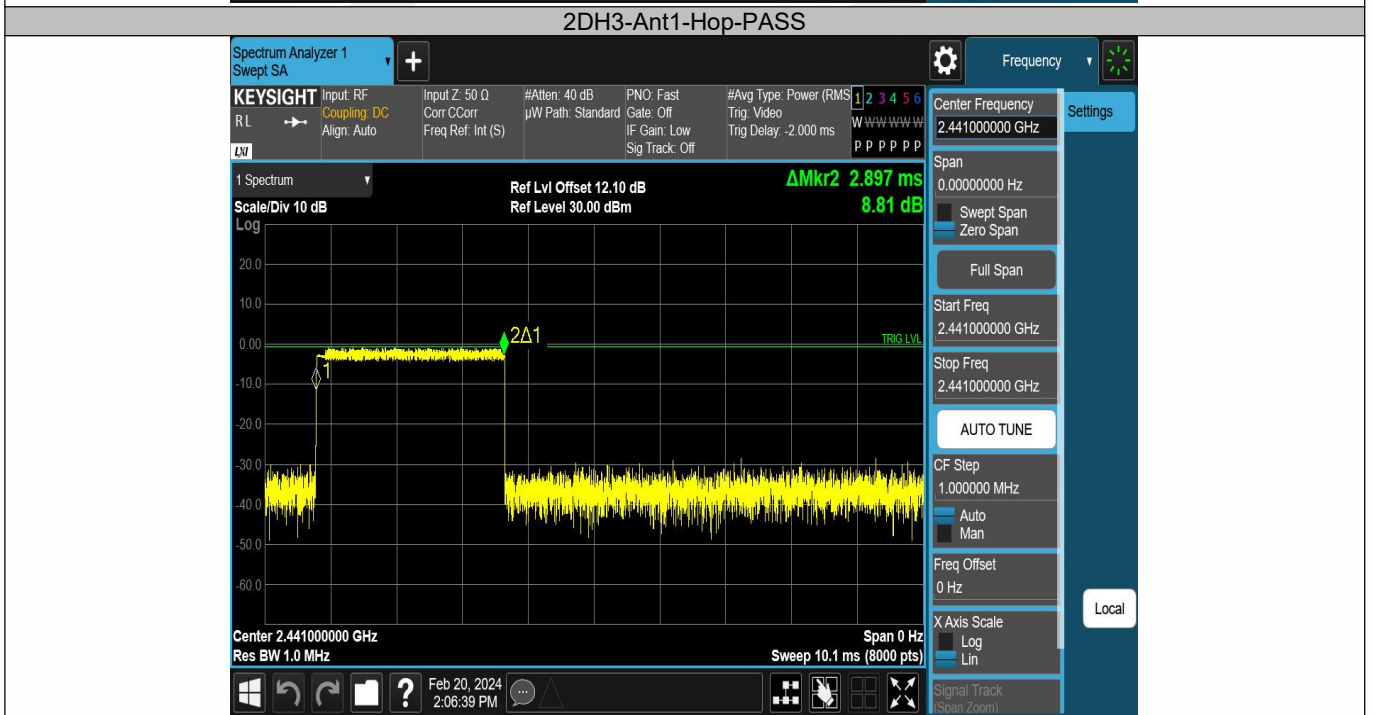 2DH3-Ant1-Hop-PASS
Spectrum Analyzer 1
Swept SA
+
Frequency
KEYSIGHT
RL
LXI
Input: RF
Coupling: DC
Align: Auto
Input Z: 50 Ω
Corr CCorr
Freq Ref: Int (S)
#Atten: 40 dB
µW Path: Standard
PNO: Fast
Gate: Off
IF Gain: Low
Sig Track: Off
#Avg Type: Power (RMS
Trig: Video
Trig Delay: -2.000 ms
1 2 3 4 5 6
W W W W W W
P P P P P P
1 Spectrum
Scale/Div 10 dB
Log
Ref Lvl Offset 12.10 dB
Ref Level 30.00 dBm
ΔMkr2 2.897 ms
8.81 dB
20.0
10.0
0.00
-10.0
-20.0
-30.0
-40.0
-50.0
-60.0
2Δ1
1
TRIG LVL
Center 2.441000000 GHz
Res BW 1.0 MHz
Span 0 Hz
Sweep 10.1 ms (8000 pts)
Center Frequency
2.441000000 GHz
Settings
Span
0.00000000 Hz
Swept Span
Zero Span
Full Span
Start Freq
2.441000000 GHz
Stop Freq
2.441000000 GHz
AUTO TUNE
CF Step
1.000000 MHz
Auto
Man
Freq Offset
0 Hz
Local
X Axis Scale
Log
Lin
Signal Track
(Span Zoom)
?
Feb 20, 2024
2:06:39 PM